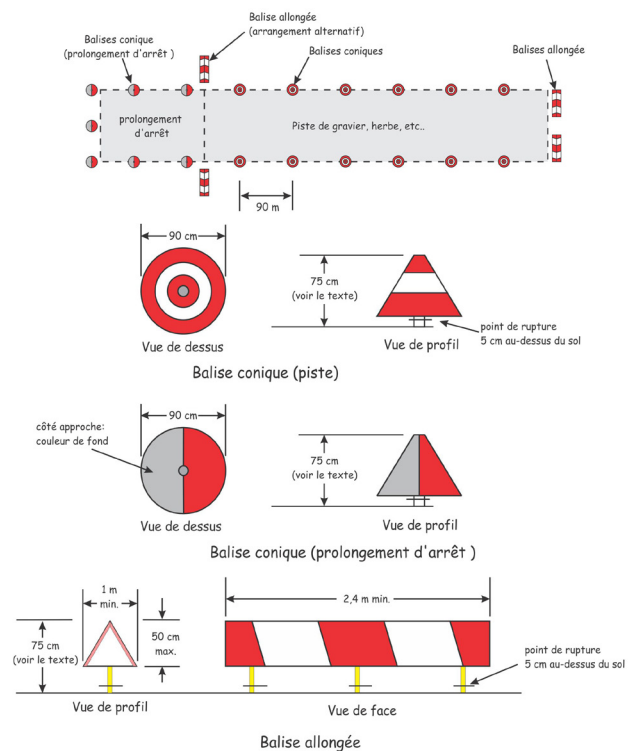 Balise allongée
(arrangement alternatif)
Balises conique
(prolongement d'arrêt )
Balises coniques
Balises allongée
prolongement
d'arrêt
Piste de gravier, herbe, etc..
90 m
90 cm
75 cm
(voir le texte)
point de rupture
5 cm au-dessus du sol
Vue de dessus
Vue de profil
Balise conique (piste)
90 cm
côté approche:
couleur de fond
75 cm
(voir le texte)
Vue de dessus
Vue de profil
Balise conique (prolongement d'arrêt )
1 m
min.
2,4 m min.
75 cm
(voir le texte)
50 cm
max.
point de rupture
5 cm au-dessus du sol
Vue de profil
Vue de face
Balise allongée